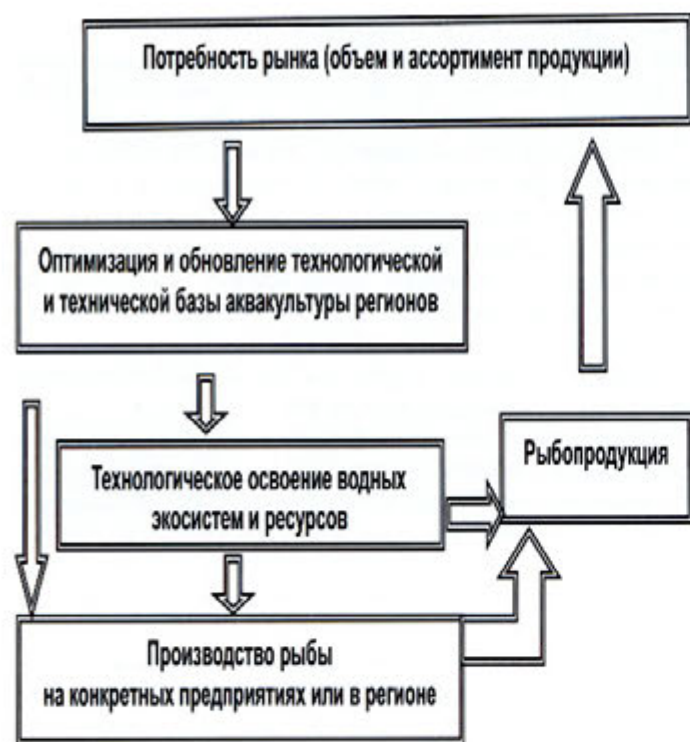 Потребность рынка (объем и ассортимент продукции)
Оптимизация и обновление технологической
и технической базы аквакультуры регионов
Технологическое освоение водных
экосистем и ресурсов
Рыбопродукция
Производство рыбы
на конкретных предприятиях или в регионе